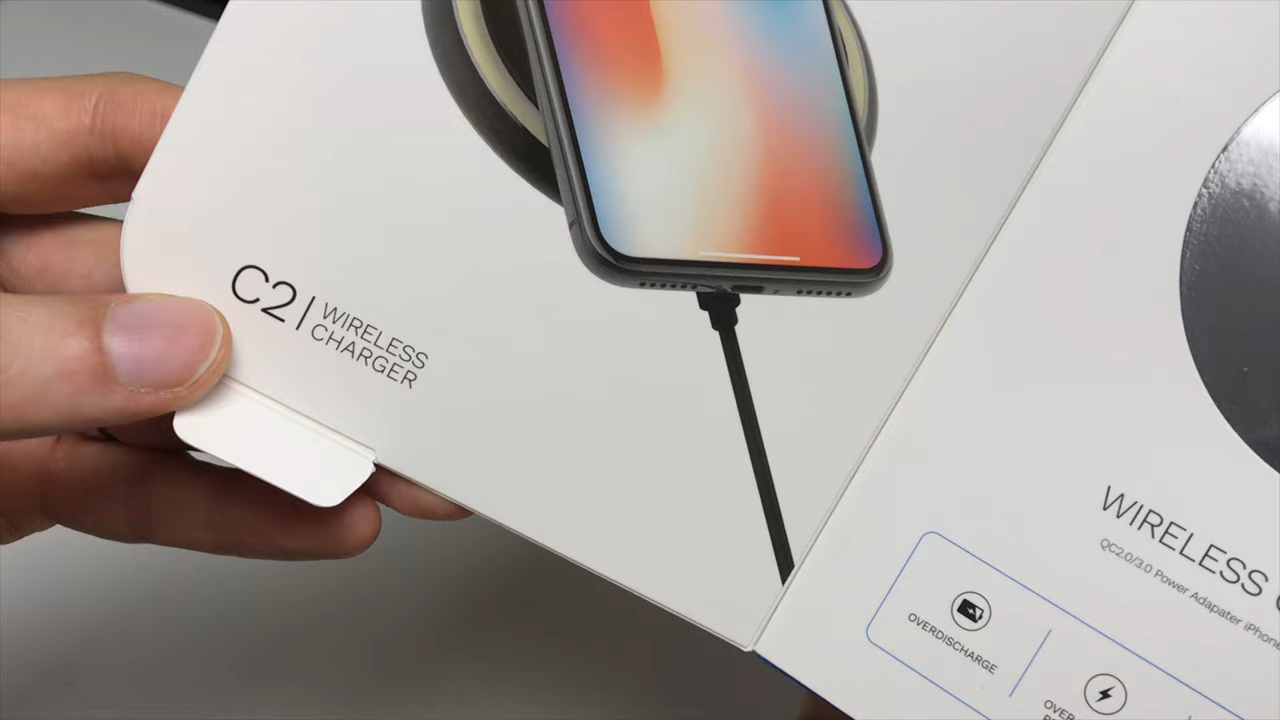 C2 | WIRELESS
CHARGER
WIRELESS
QC2.0/3.0 Power Adapater iPhone
OVERDISCHARGE